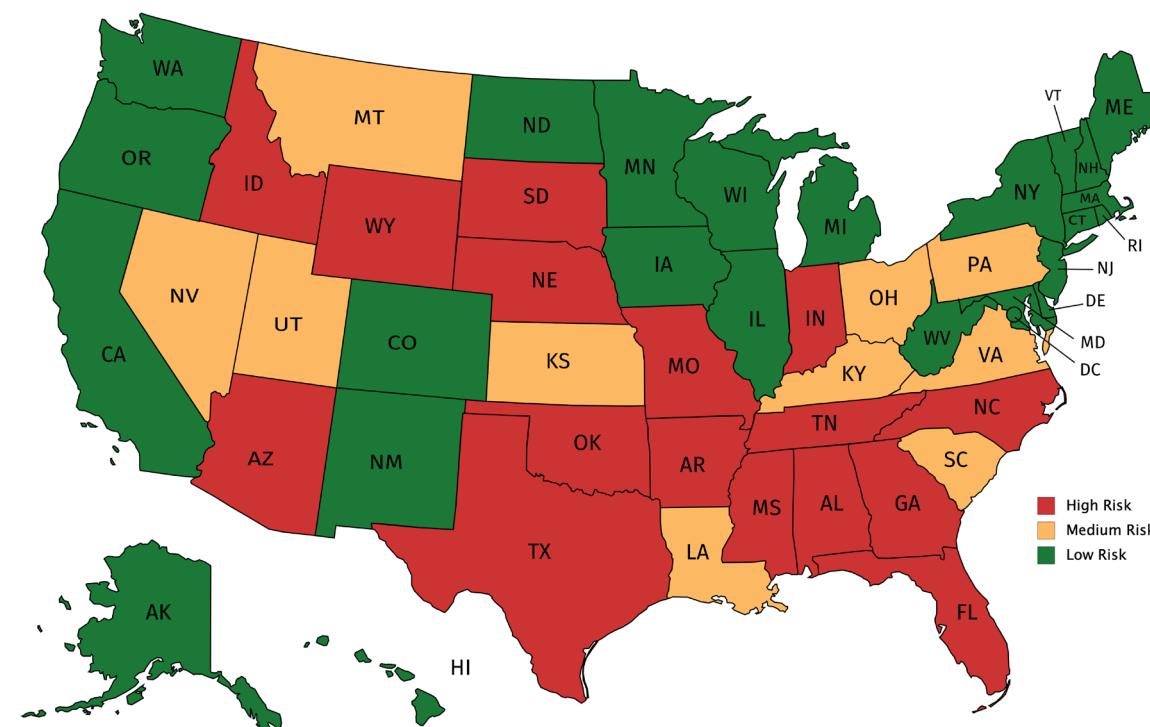 WA
OR
CA
NV
ID
MT
WY
UT
AZ
CO
NM
ND
SD
NE
KS
OK
TX
MN
IA
MO
AR
LA
WI
IL
MI
IN
OH
KY
TN
MS
AL
GA
FL
SC
NC
VA
WV
PA
NY
VT
NH
ME
MA
CT
RI
NJ
DE
MD
DC
AK
HI
High Risk
Medium Risk
Low Risk